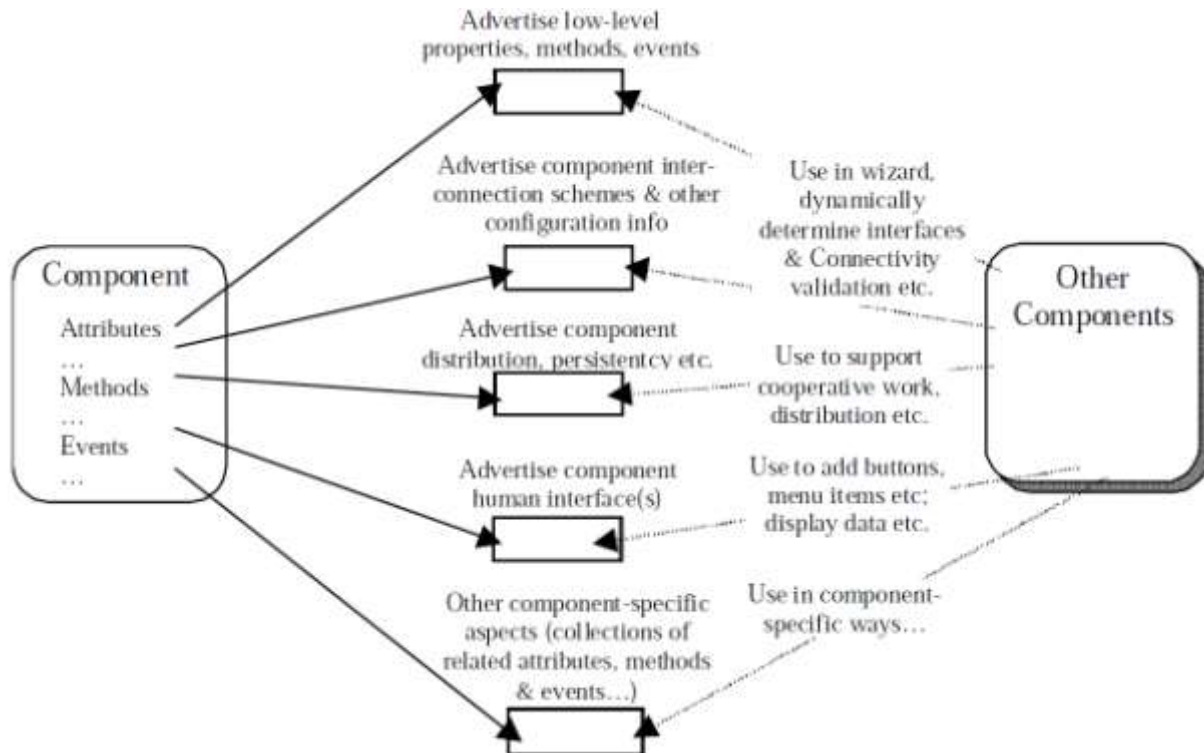 Advertise low-level
properties, methods, events
Advertise component inter-
connection schemes & other
configuration info
Use in wizard,
dynamically
determine interfaces
& Connectivity
validation etc.
Component
Attributes
…
Methods
…
Events
…
Other
Components
Advertise component
distribution, persistentcy etc.
Use to support
cooperative work,
distribution etc.
Advertise component
human interface(s)
Use to add buttons,
menu items etc;
display data etc.
Other component-specific
aspects (collections of
related attributes, methods
& events…)
Use in component-
specific ways…